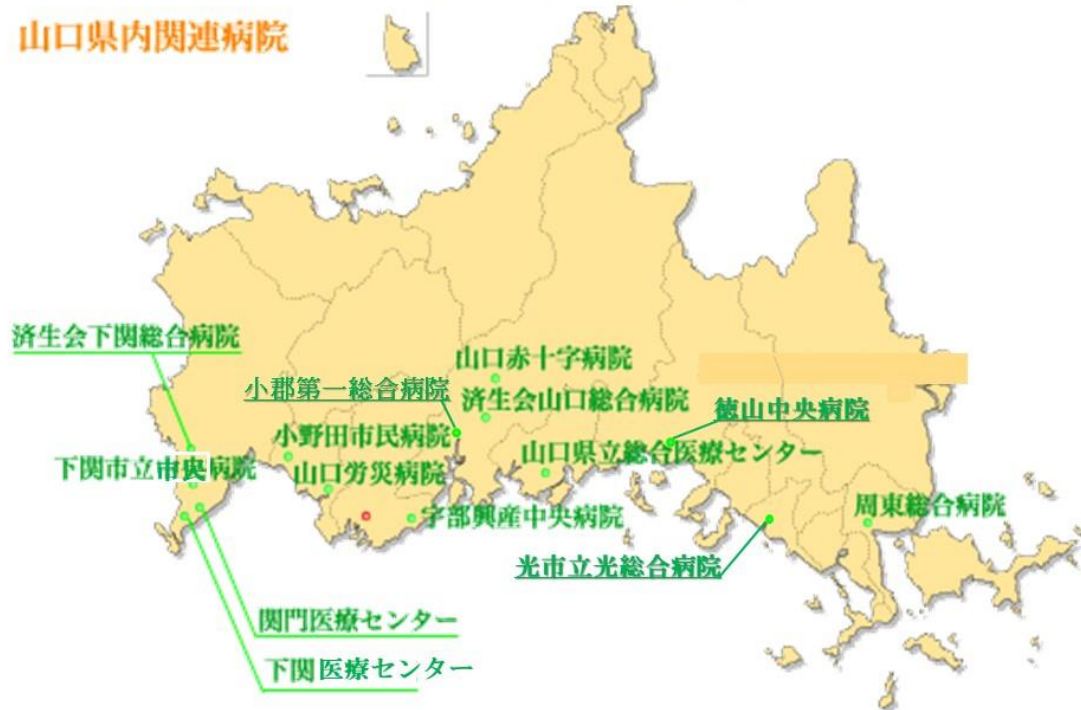 山口県内関連病院
済生会下関総合病院
山口赤十字病院
小郡第一総合病院
済生会山口総合病院
徳山中央病院
小野田市民病院
山口県立総合医療センター
下関市立市央病院
山口労災病院
周東総合病院
宇部興産中央病院
光市立光総合病院
関門医療センター
下関医療センター